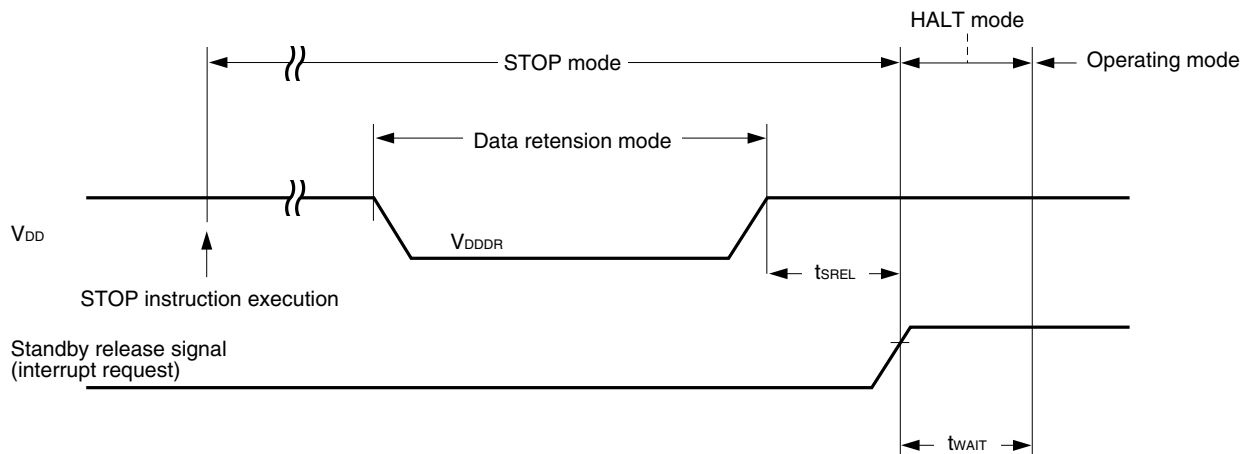 HALT mode
STOP mode
Operating mode
Data retension mode
VDD
VDDDR
tSREL
STOP instruction execution
Standby release signal
(interrupt request)
tWAIT